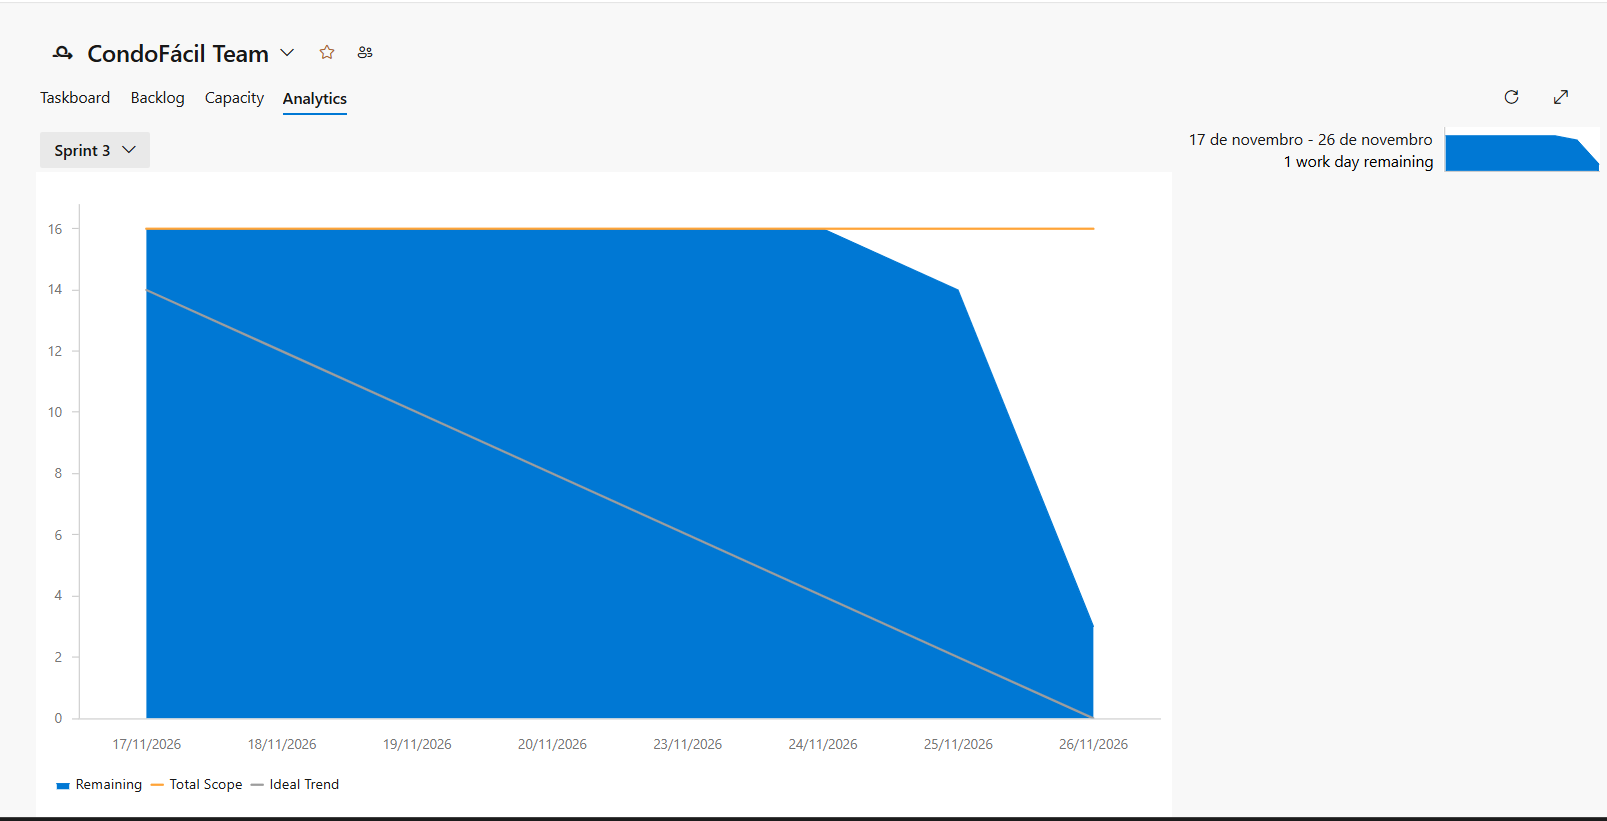 CondoFácil Team
Taskboard Backlog Capacity Analytics
Sprint 3
17 de novembro - 26 de novembro
1 work day remaining
16
14
12
10
8
6
4
2
0
17/11/2026 18/11/2026 19/11/2026 20/11/2026 23/11/2026 24/11/2026 25/11/2026 26/11/2026
Remaining Total Scope Ideal Trend